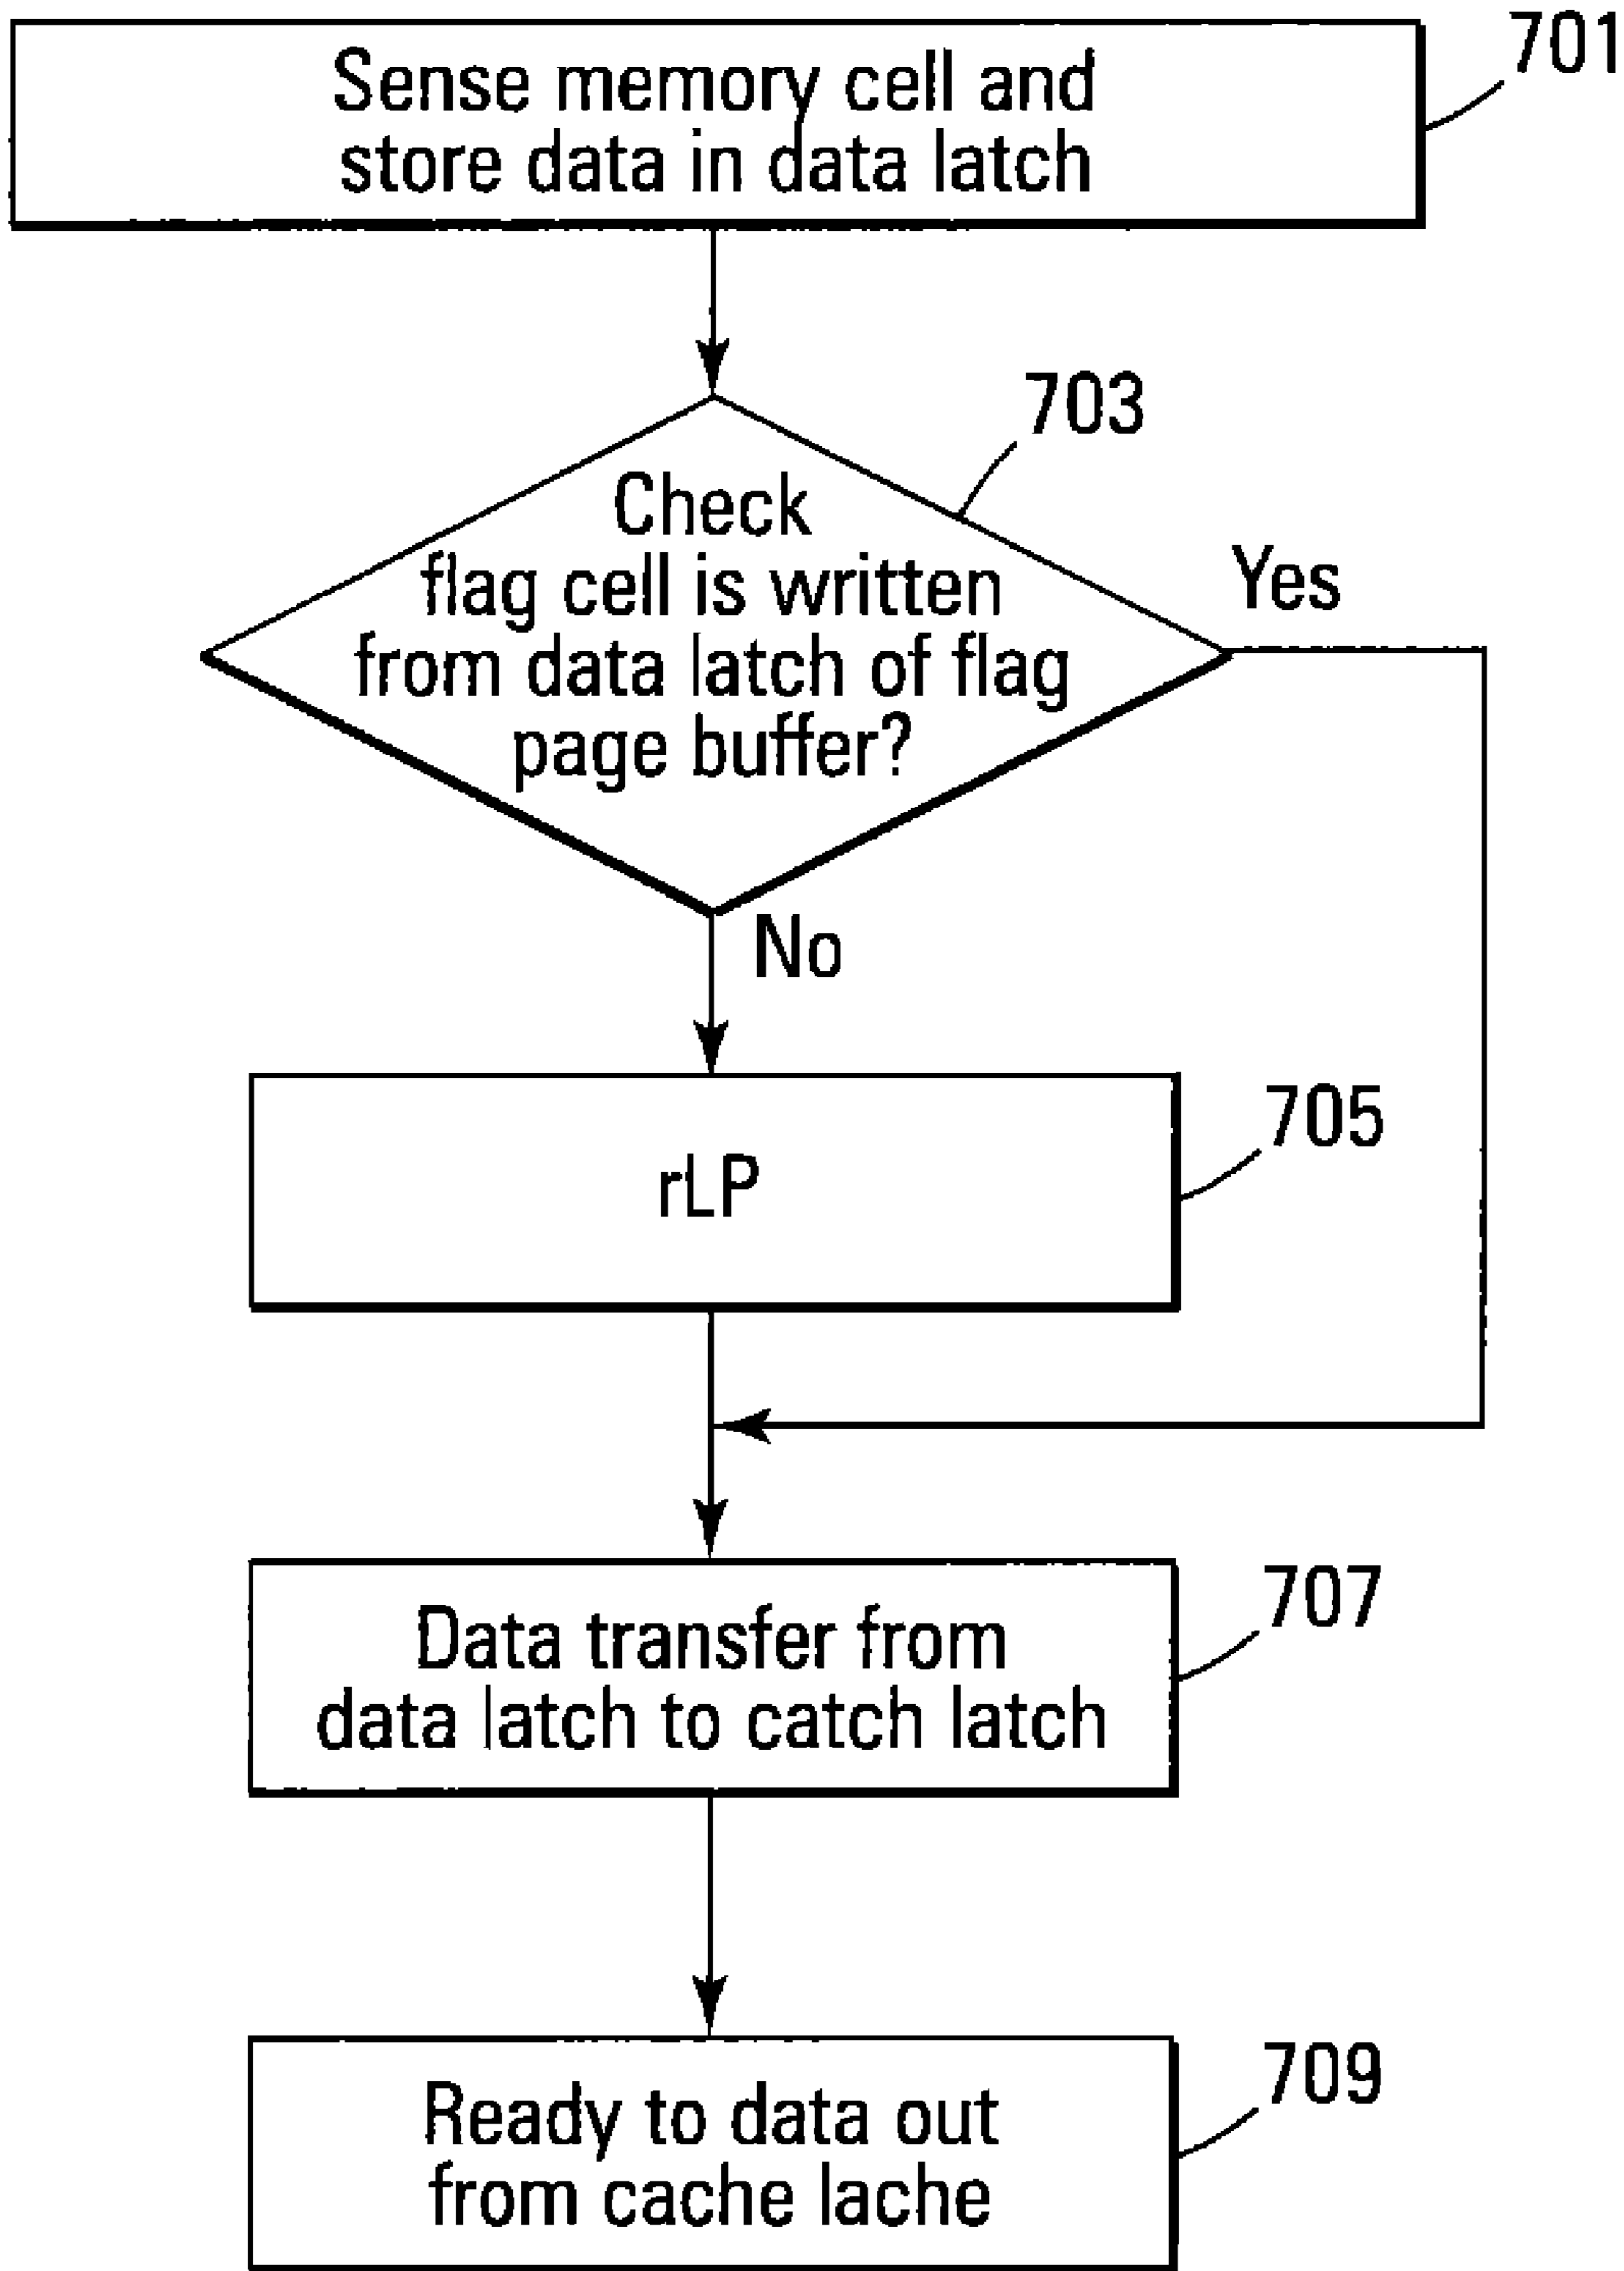 701
Sense memory cell and
store data in data latch
703
Check
flag cell is written
from data latch of flag
page buffer?
Yes
No
705
rLP
707
Data transfer from
data latch to catch latch
709
Ready to data out
from cache lache